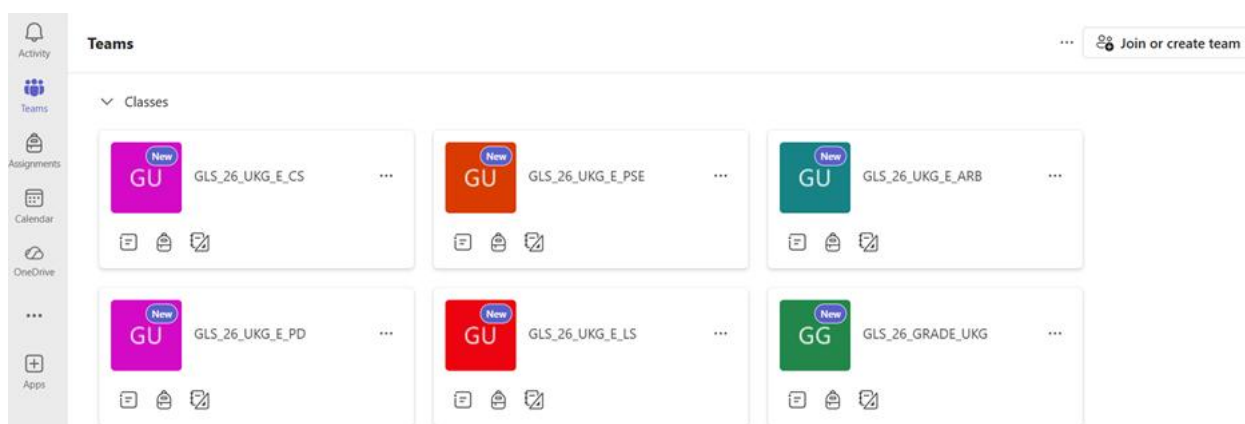 Activity
Teams
Assignments
Calendar
OneDrive
Apps
Teams
Join or create team
Classes
New
GU
GLS_26_UKG_E_CS
New
GU
GLS_26_UKG_E_PSE
New
GU
GLS_26_UKG_E_ARB
New
GU
GLS_26_UKG_E_PD
New
GU
GLS_26_UKG_E_LS
New
GG
GLS_26_GRADE_UKG